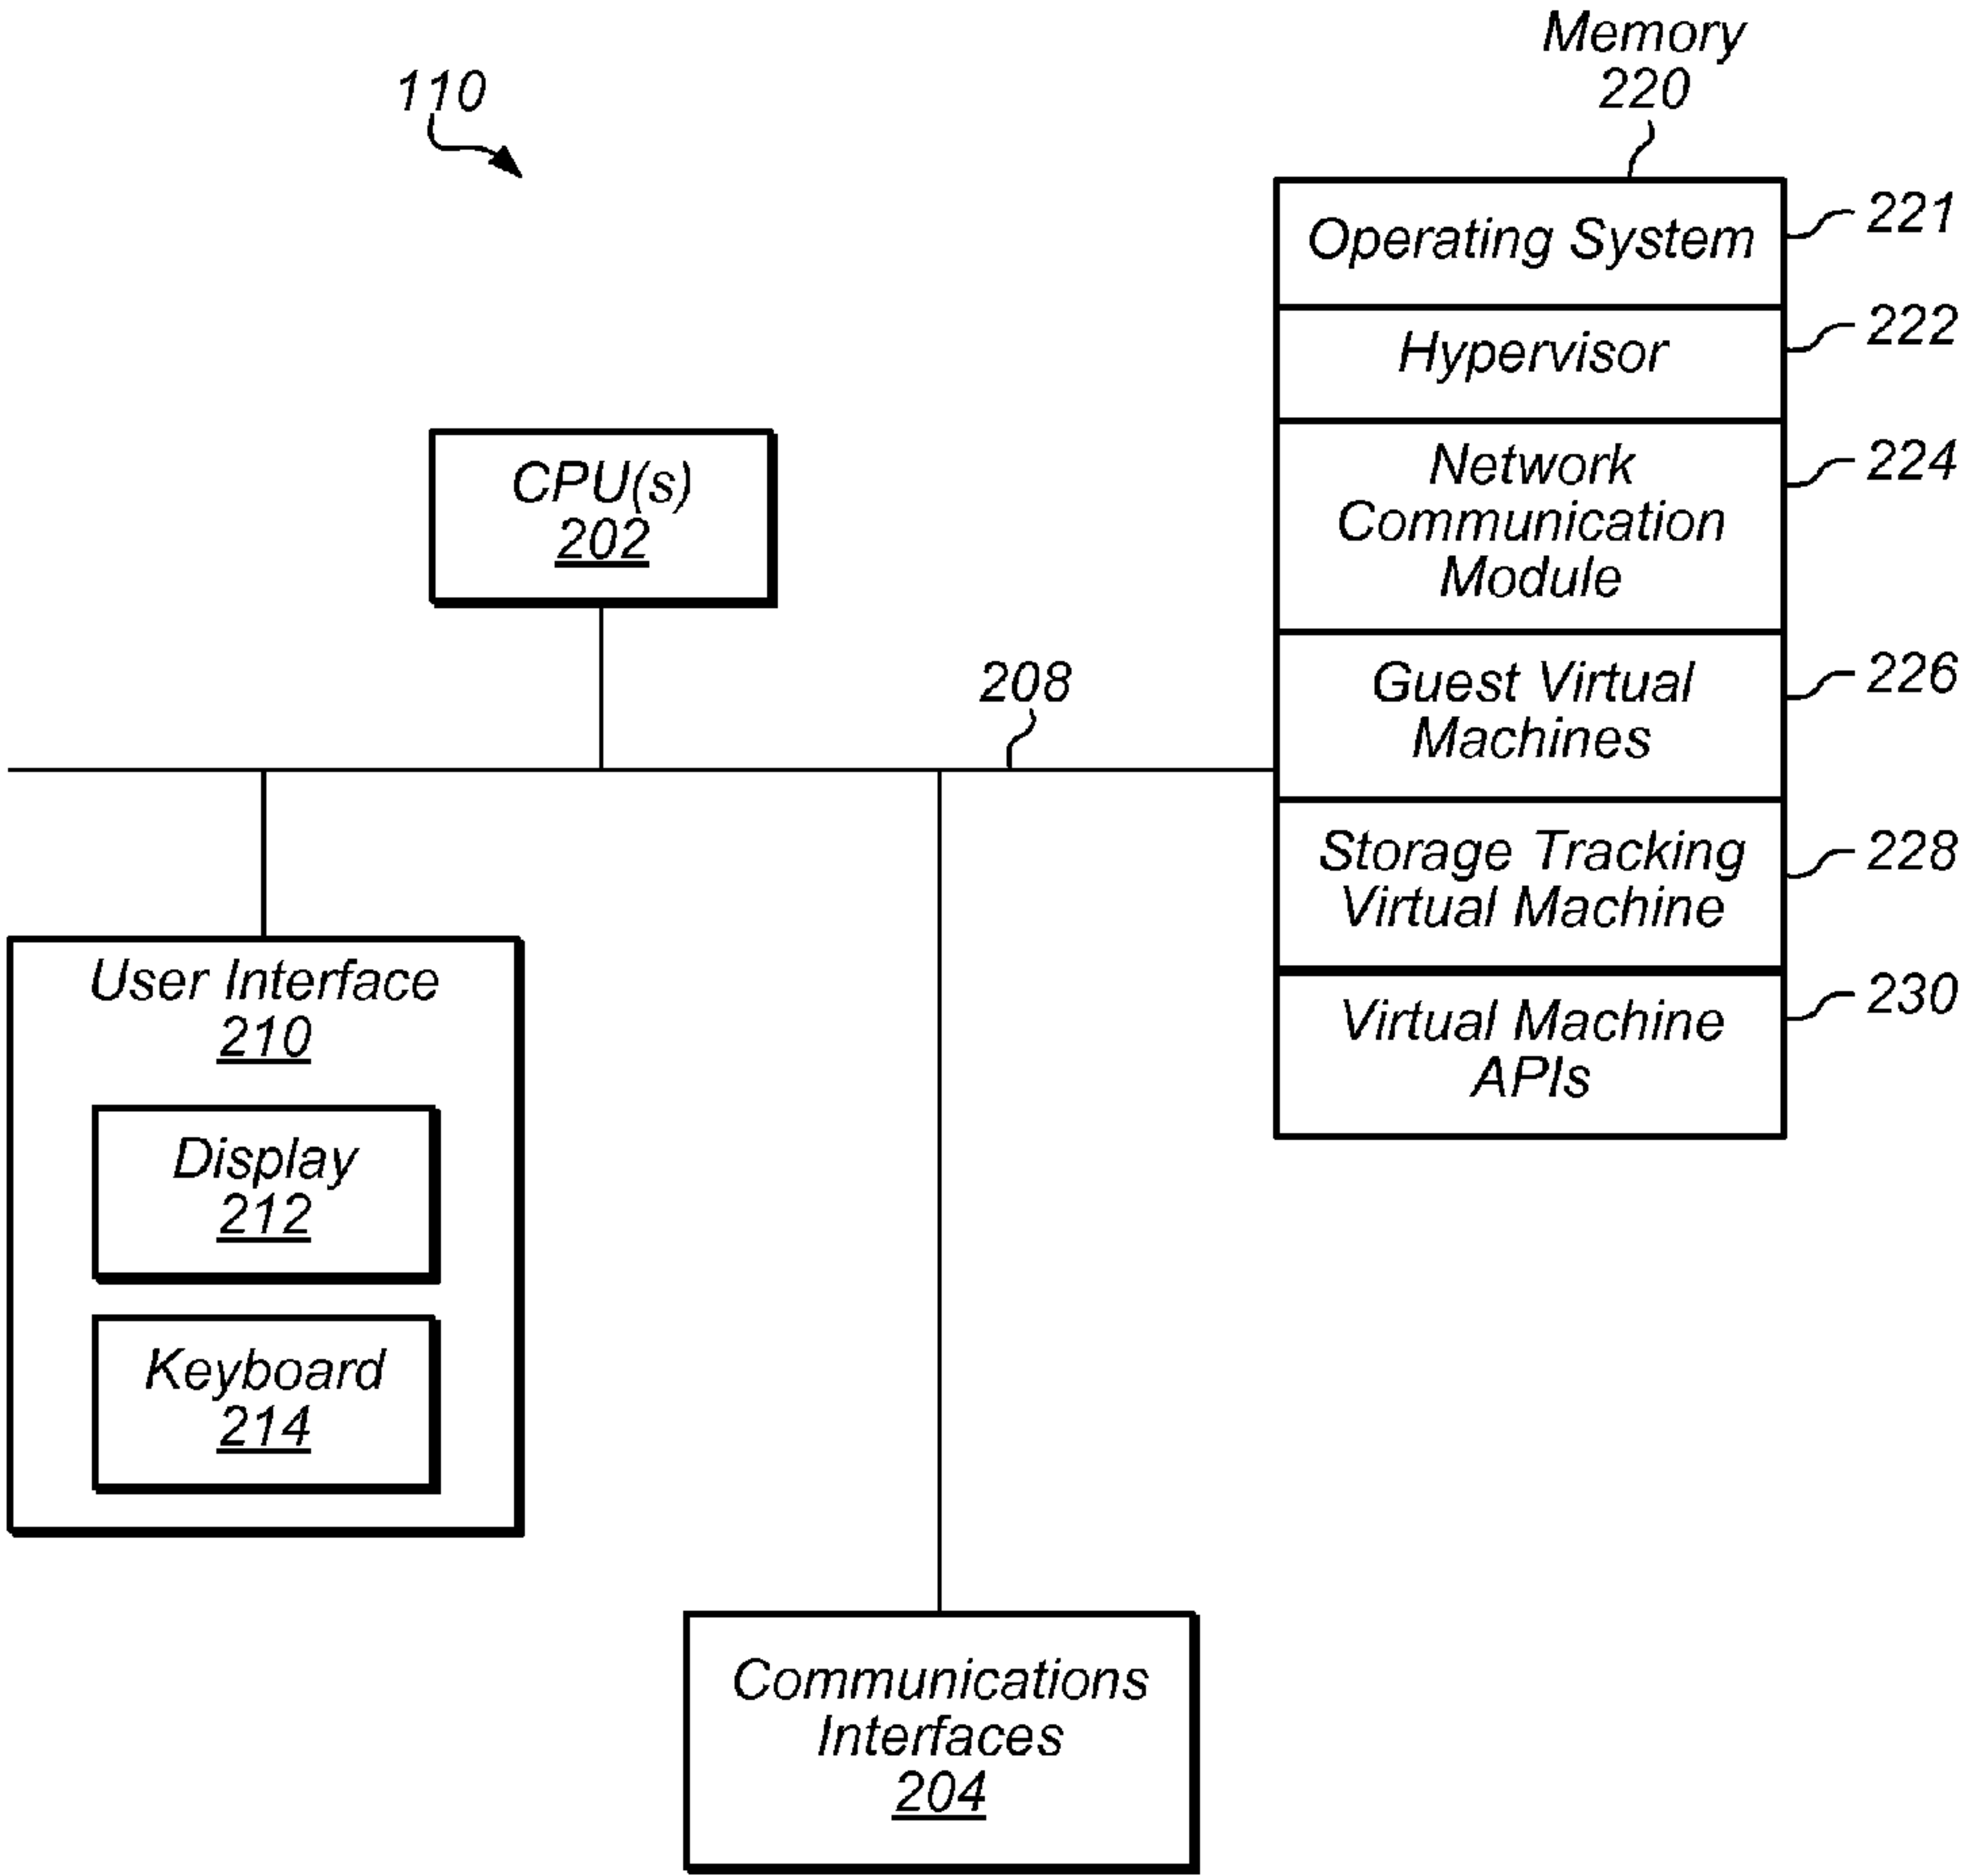 110
Memory
220
Operating System
221
Hypervisor
222
Network
Communication
Module
224
CPU(s)
202
208
Guest Virtual
Machines
226
Storage Tracking
Virtual Machine
228
Virtual Machine
APIs
230
User Interface
210
Display
212
Keyboard
214
Communications
Interfaces
204